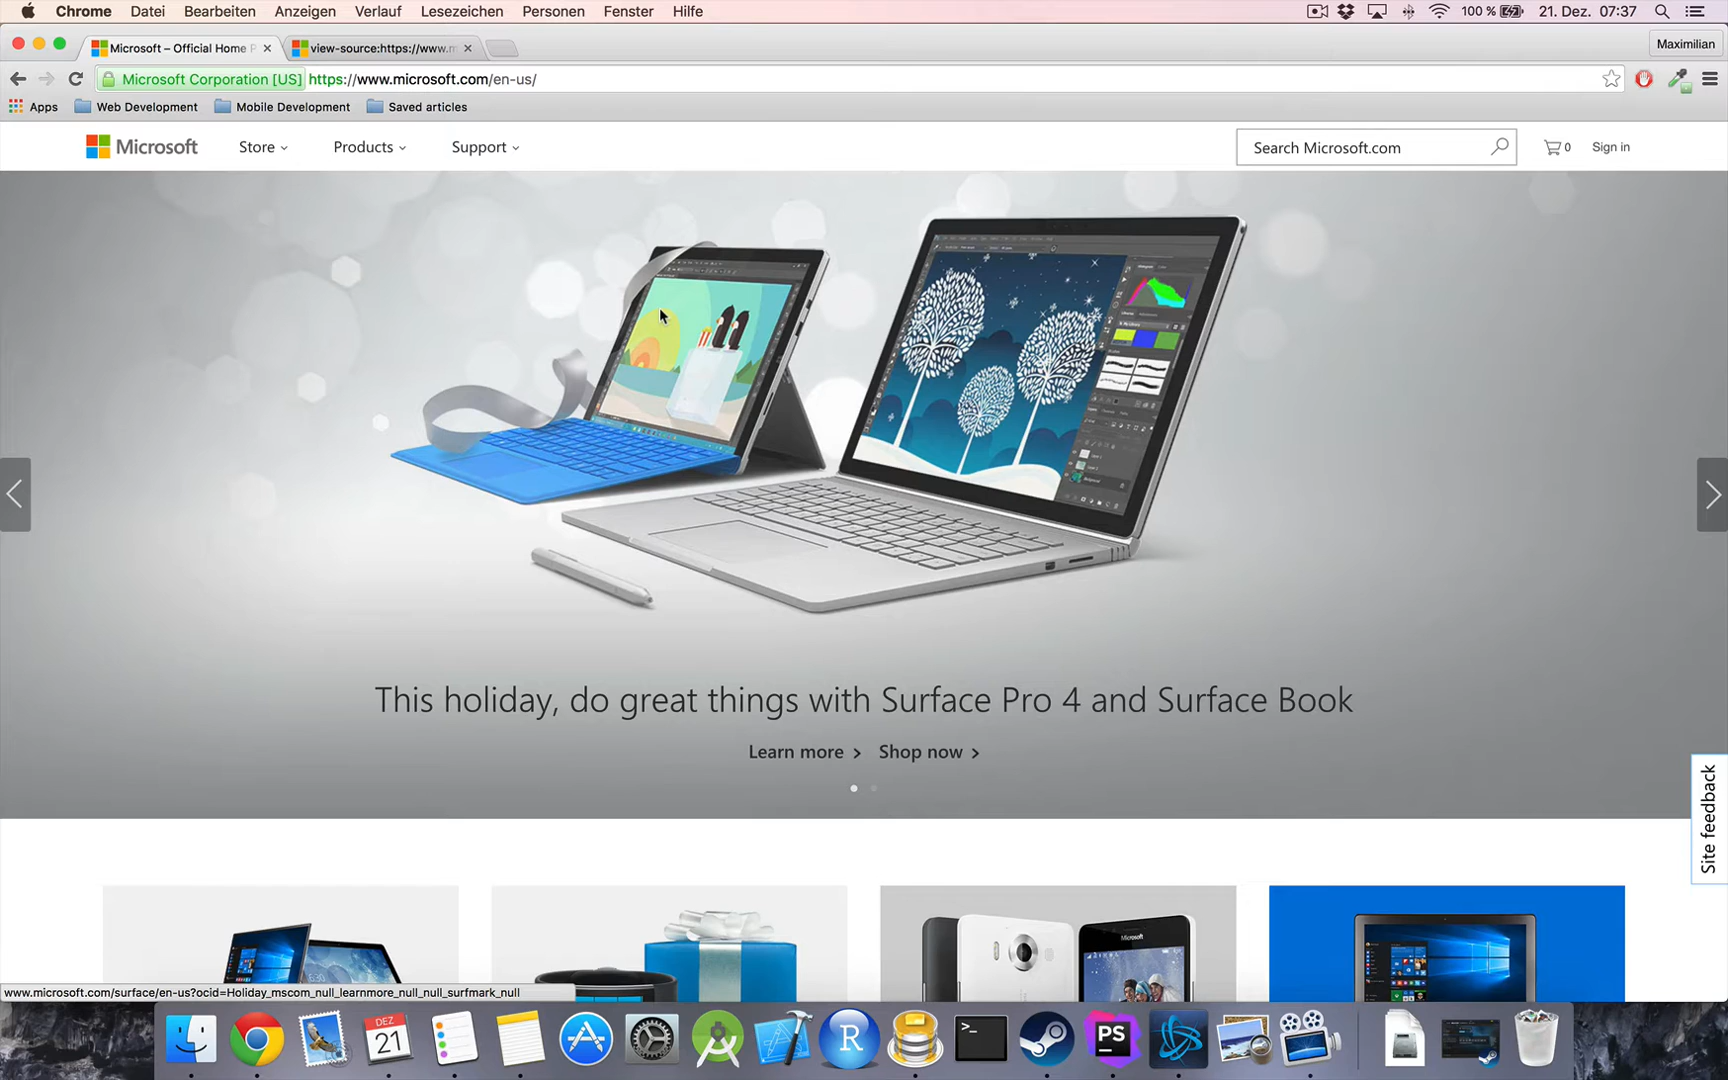 Chrome Datei Bearbeiten Anzeigen Verlauf Lesezeichen Personen Fenster Hilfe 100 % 21. Dez. 07:37
Microsoft – Official Home P view-source:https://www.m Maximilian
Microsoft Corporation [US] https://www.microsoft.com/en-us/
Apps Web Development Mobile Development Saved articles
Microsoft Store Products Support Search Microsoft.com 0 Sign in
This holiday, do great things with Surface Pro 4 and Surface Book
Learn more Shop now
Site feedback
Microsoft
www.microsoft.com/surface/en-us?ocid=Holiday_mscom_null_learnmore_null_null_surfmark_null
DEZ
21
R
>_
PS